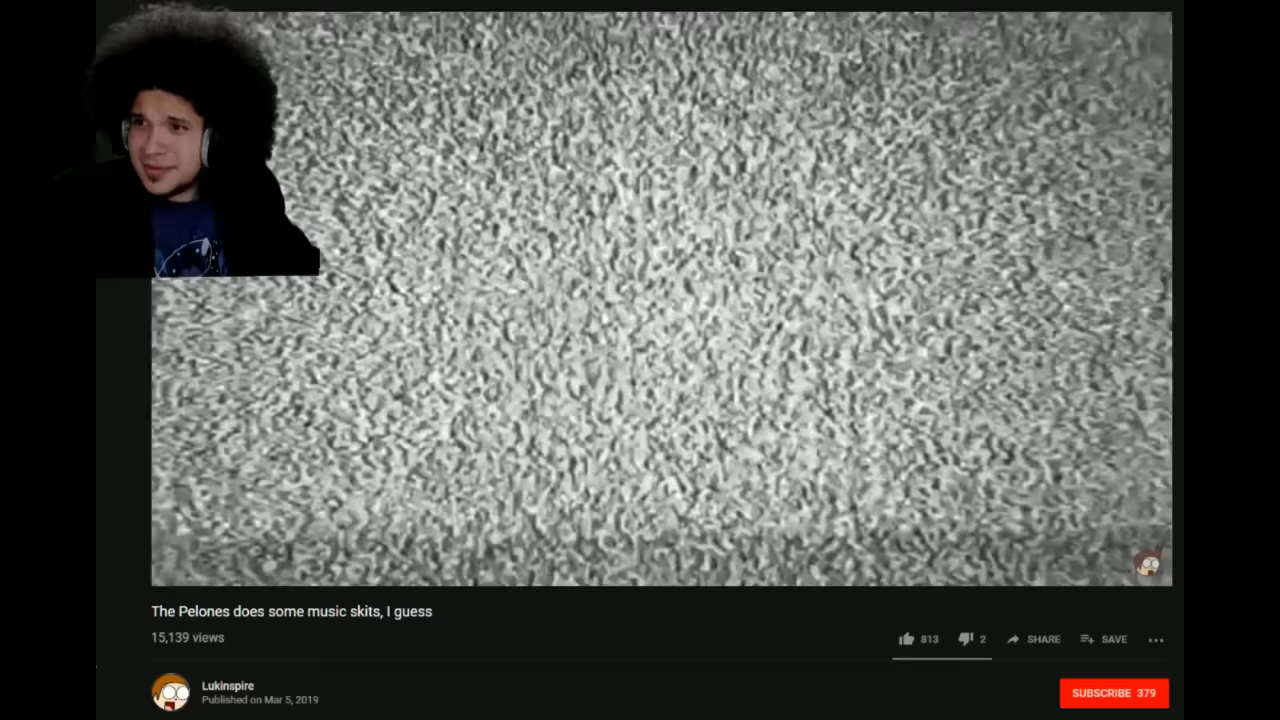 The Pelones does some music skits, I guess
15,139 views
813
2
SHARE
SAVE
Lukinspire
Published on Mar 5, 2019
SUBSCRIBE 379